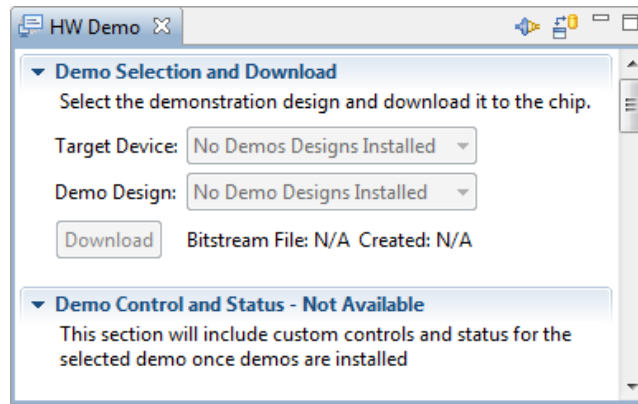 HW Demo
Demo Selection and Download
Select the demonstration design and download it to the chip.
Target Device: No Demos Designs Installed
Demo Design: No Demo Designs Installed
Download Bitstream File: N/A Created: N/A
Demo Control and Status - Not Available
This section will include custom controls and status for the
selected demo once demos are installed